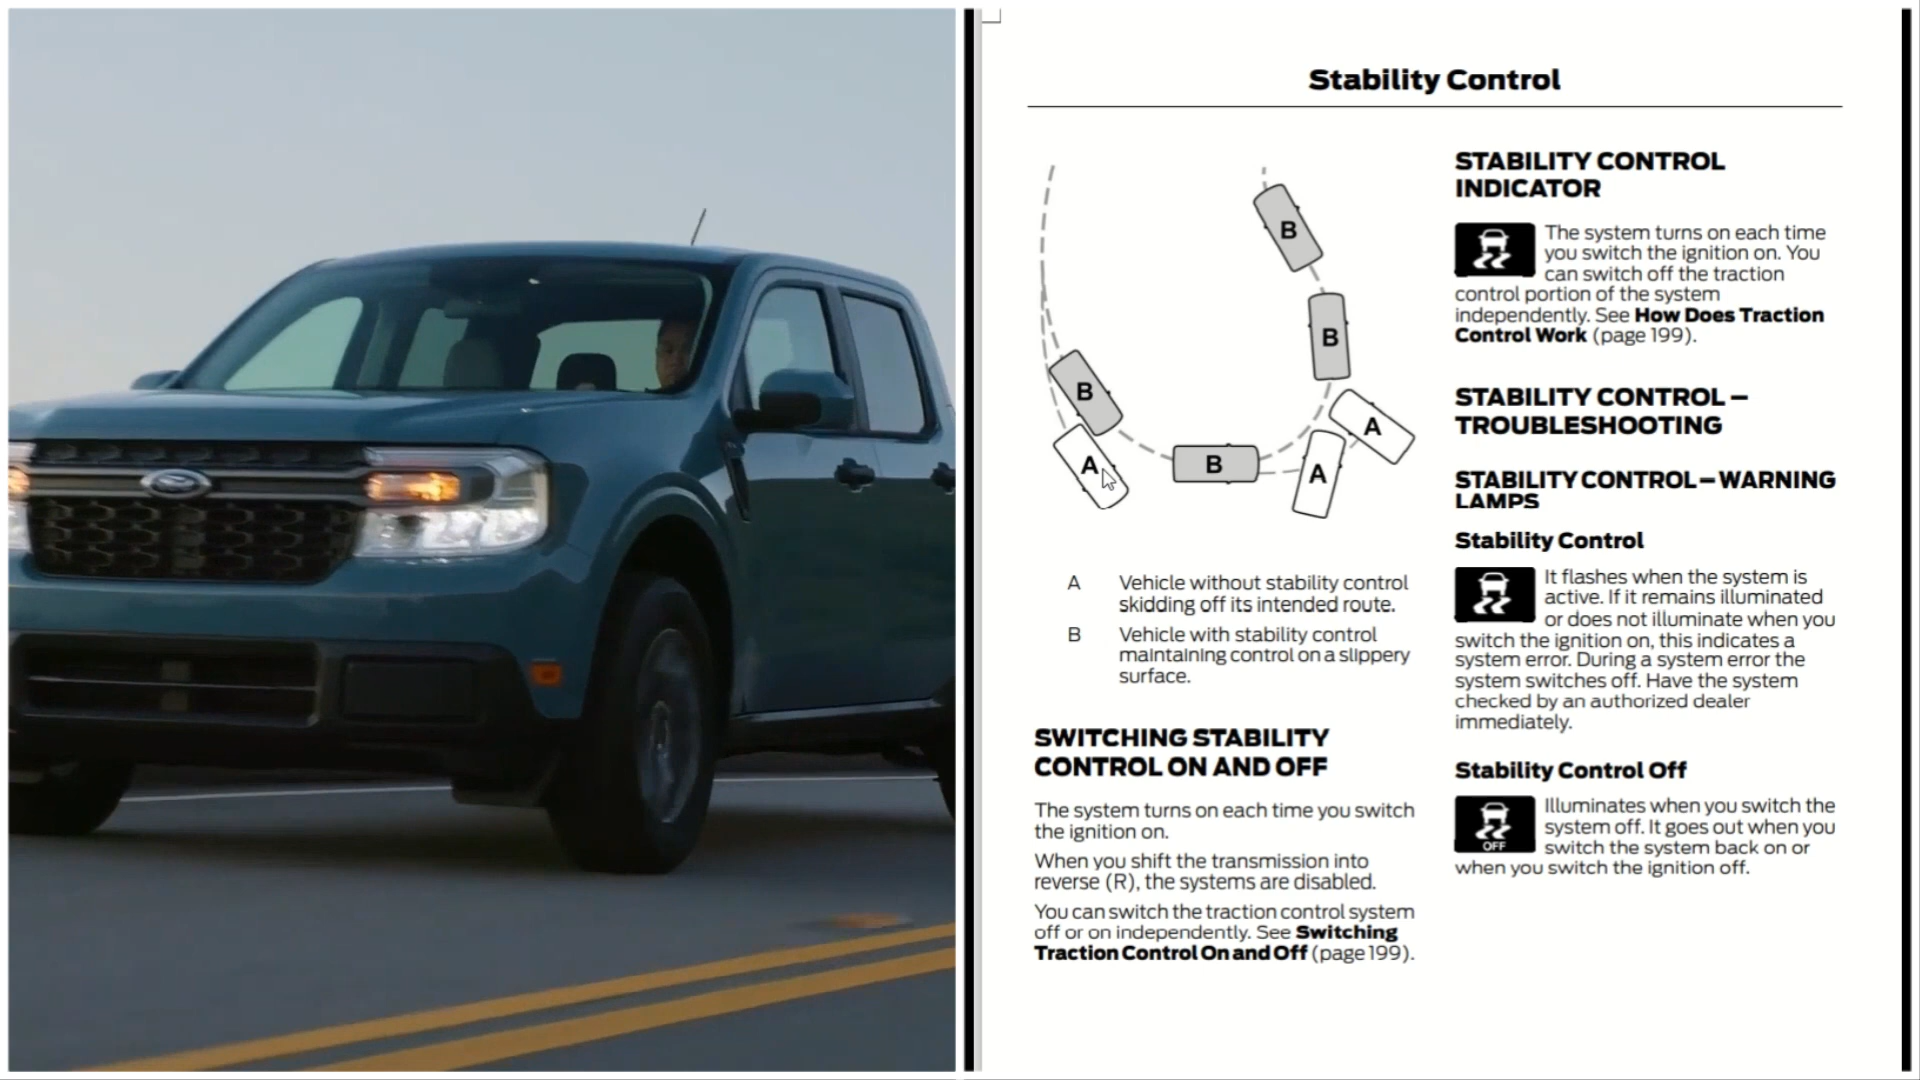 Stability Control
B
B
B
A
A
B
A
A Vehicle without stability control
skidding off its intended route.
B Vehicle with stability control
maintaining control on a slippery
surface.
SWITCHING STABILITY
CONTROL ON AND OFF
The system turns on each time you switch
the ignition on.
When you shift the transmission into
reverse (R), the systems are disabled.
You can switch the traction control system
off or on independently. See Switching
Traction Control On and Off (page 199).
STABILITY CONTROL
INDICATOR
The system turns on each time
you switch the ignition on. You
can switch off the traction
control portion of the system
independently. See How Does Traction
Control Work (page 199).
STABILITY CONTROL –
TROUBLESHOOTING
STABILITY CONTROL – WARNING
LAMPS
Stability Control
It flashes when the system is
active. If it remains illuminated
or does not illuminate when you
switch the ignition on, this indicates a
system error. During a system error the
system switches off. Have the system
checked by an authorized dealer
immediately.
Stability Control Off
OFF
Illuminates when you switch the
system off. It goes out when you
switch the system back on or
when you switch the ignition off.